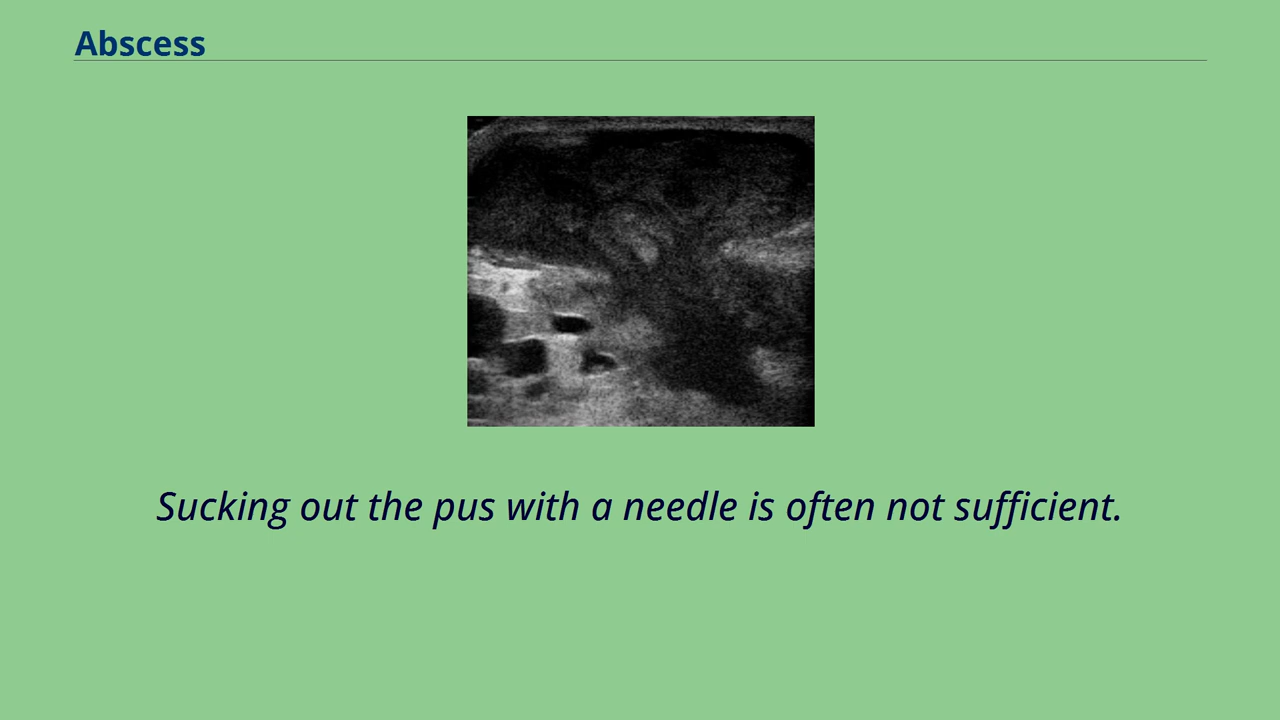 Abscess
Sucking out the pus with a needle is often not sufficient.